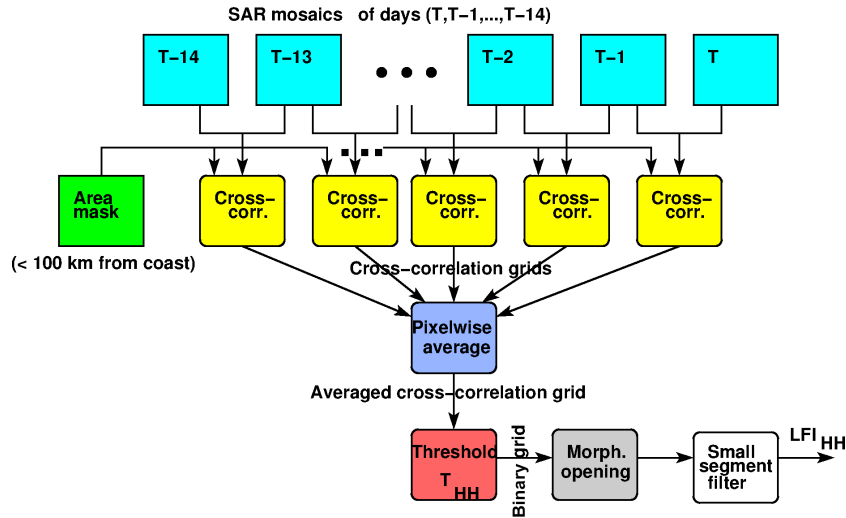 SAR mosaics of days (T,T−1,...,T−14)
T−14
T−13
T−2
T−1
T
Area
mask
Cross−
corr.
Cross−
corr.
Cross−
corr.
Cross−
corr.
Cross−
corr.
(< 100 km from coast)
Cross−correlation grids
Pixelwise
average
Averaged cross−correlation grid
Threshold
T HH
Binary grid
Morph.
opening
Small
segment
filter
LFI HH